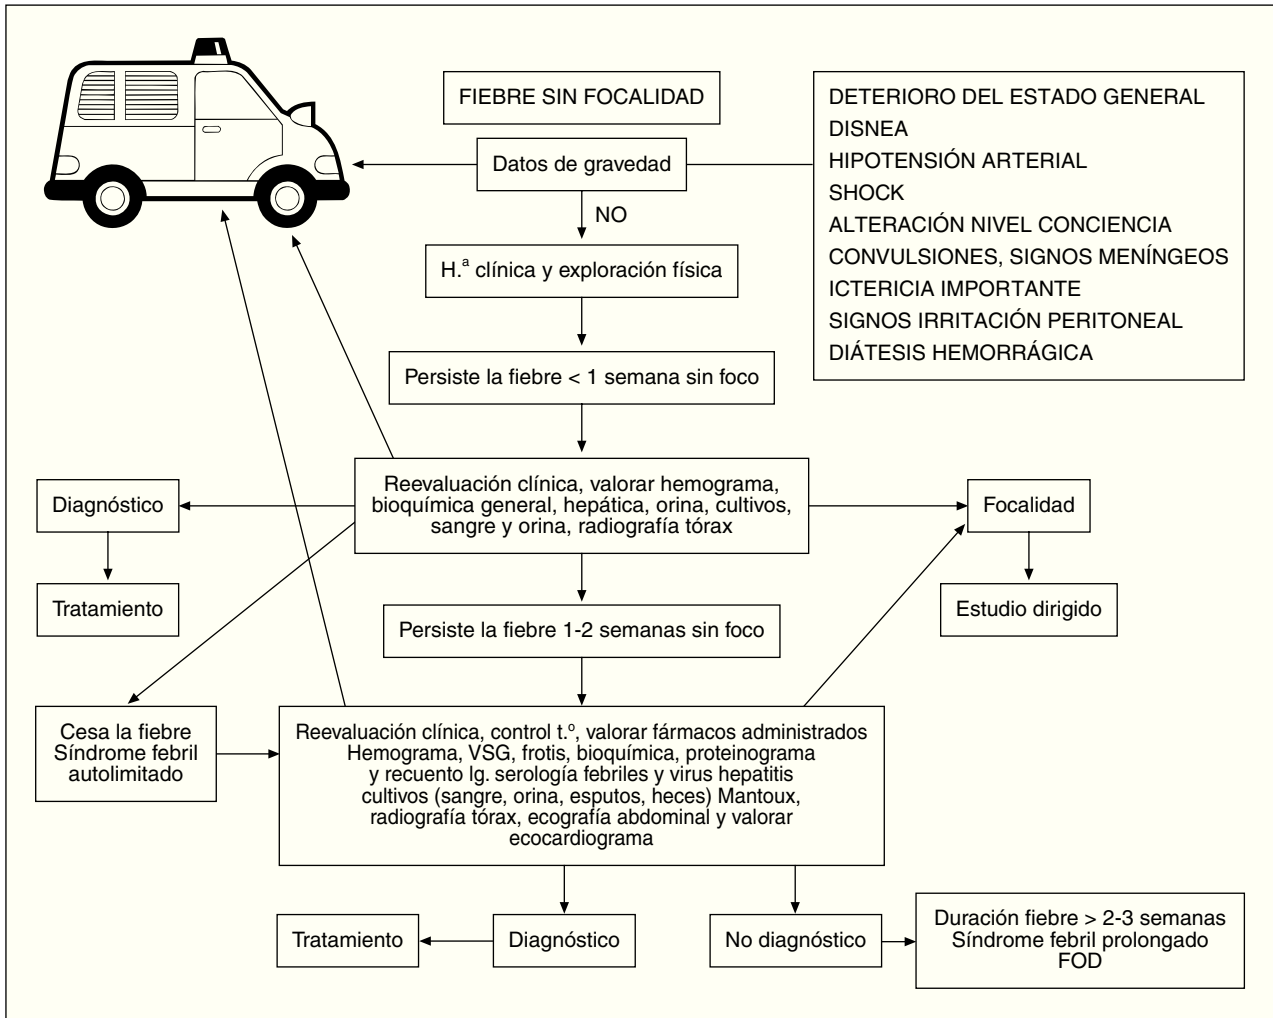 FIEBRE SIN FOCALIDAD
Datos de gravedad
DETERIORO DEL ESTADO GENERAL
DISNEA
HIPOTENSIÓN ARTERIAL
SHOCK
ALTERACIÓN NIVEL CONCIENCIA
CONVULSIONES, SIGNOS MENÍNGEOS
ICTERICIA IMPORTANTE
SIGNOS IRRITACIÓN PERITONEAL
DIÁTESIS HEMORRÁGICA
NO
H.ª clínica y exploración física
Persiste la fiebre < 1 semana sin foco
Reevaluación clínica, valorar hemograma,
bioquímica general, hepática, orina, cultivos,
sangre y orina, radiografía tórax
Diagnóstico
Tratamiento
Focalidad
Estudio dirigido
Persiste la fiebre 1-2 semanas sin foco
Cesa la fiebre
Síndrome febril
autolimitado
Reevaluación clínica, control t.º, valorar fármacos administrados
Hemograma, VSG, frotis, bioquímica, proteinograma
y recuento Ig. serología febriles y virus hepatitis
cultivos (sangre, orina, esputos, heces) Mantoux,
radiografía tórax, ecografía abdominal y valorar
ecocardiograma
Tratamiento
Diagnóstico
No diagnóstico
Duración fiebre > 2-3 semanas
Síndrome febril prolongado
FOD